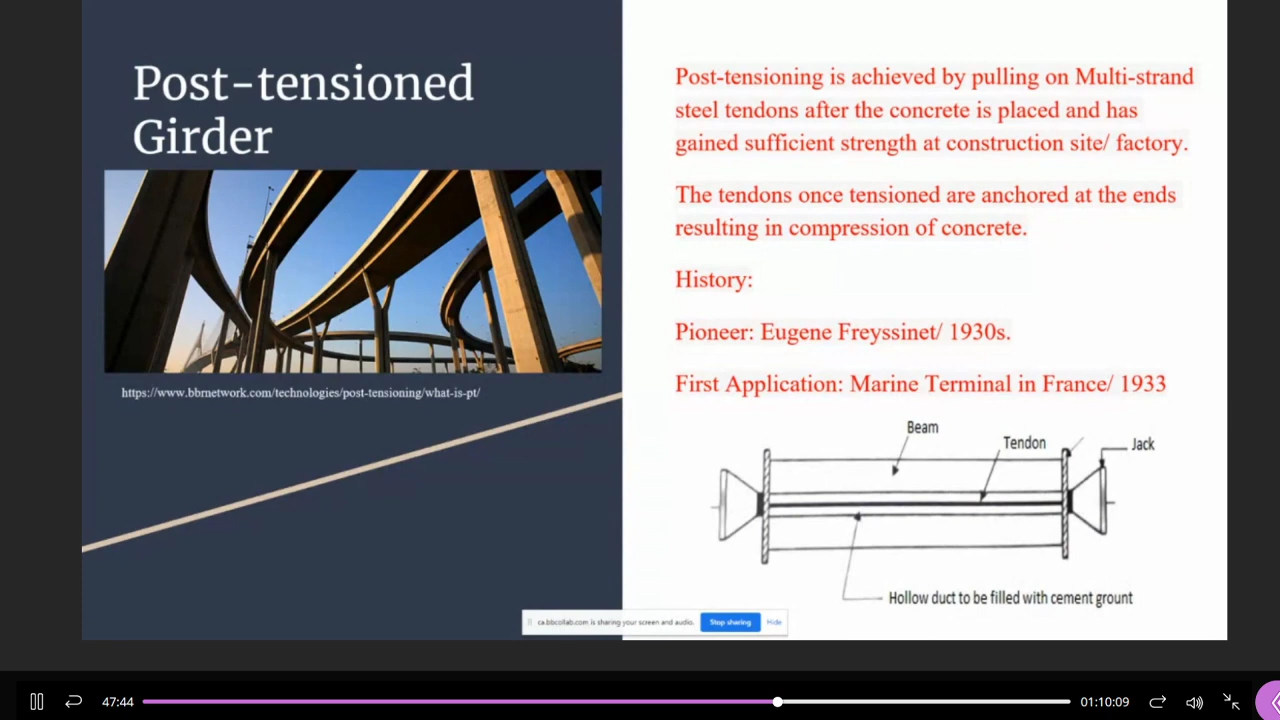 Post-tensioned
Girder
https://www.bbrnetwork.com/technologies/post-tensioning/what-is-pt/
Post-tensioning is achieved by pulling on Multi-strand
steel tendons after the concrete is placed and has
gained sufficient strength at construction site/ factory.
The tendons once tensioned are anchored at the ends
resulting in compression of concrete.
History:
Pioneer: Eugene Freyssinet/ 1930s.
First Application: Marine Terminal in France/ 1933
Beam
Tendon
Jack
Hollow duct to be filled with cement grount
ca.bbcollab.com is sharing your screen and audio.
Stop sharing
Hide
47:44
01:10:09